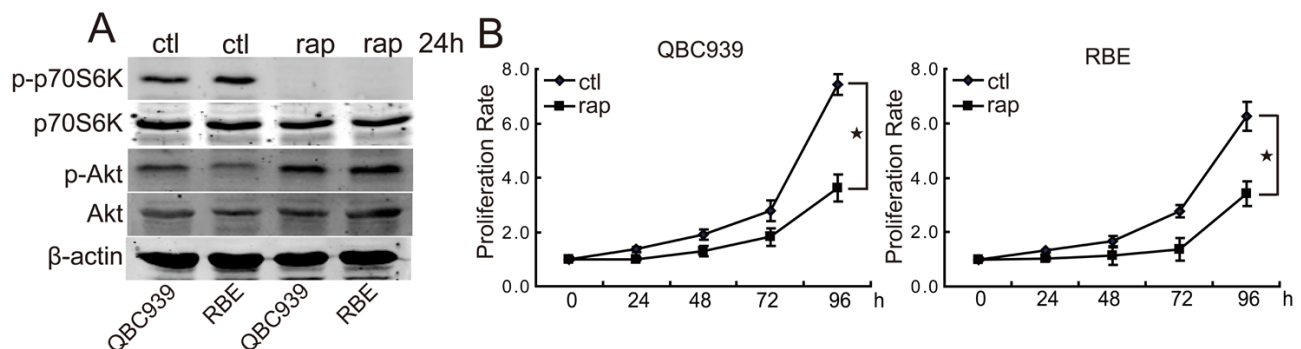 A
ctl ctl rap rap 24h
p-p70S6K
p70S6K
p-Akt
Akt
β-actin
QBC939 RBE QBC939 RBE
B
QBC939
Proliferation Rate
8.0
6.0
4.0
2.0
0.0
ctl
rap
★
0 24 48 72 96 h
RBE
Proliferation Rate
8.0
6.0
4.0
2.0
0.0
ctl
rap
★
0 24 48 72 96 h